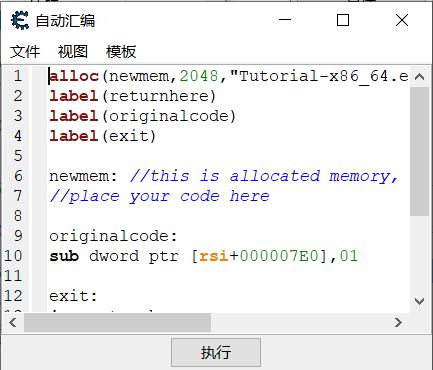 自动汇编
文件 视图 模板
1 alloc(newmem,2048,"Tutorial-x86_64.e
2 label(returnhere)
3 label(originalcode)
4 label(exit)
5
6 newmem: //this is allocated memory,
7 //place your code here
8
9 originalcode:
10 sub dword ptr [rsi+000007E0],01
11
12 exit:
执行